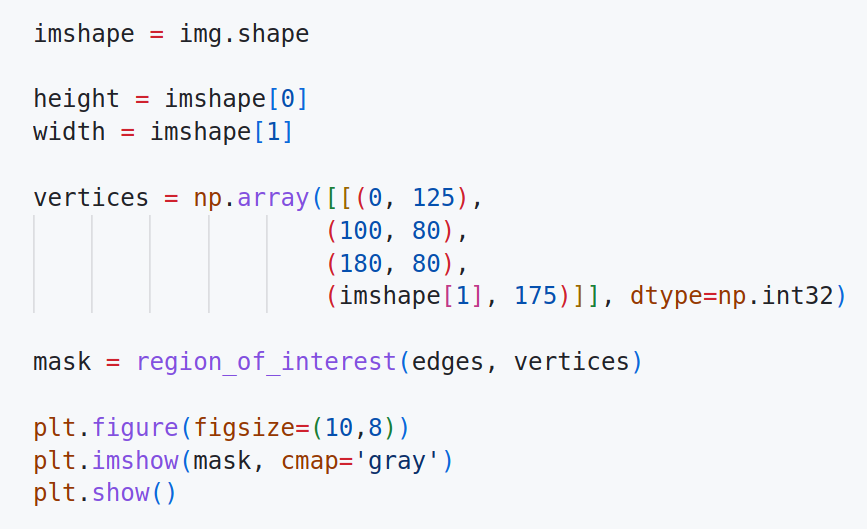 imshape = img.shape
height = imshape[0]
width = imshape[1]
vertices = np.array([[(0, 125),
(100, 80),
(180, 80),
(imshape[1], 175)]], dtype=np.int32)
mask = region_of_interest(edges, vertices)
plt.figure(figsize=(10,8))
plt.imshow(mask, cmap='gray')
plt.show()